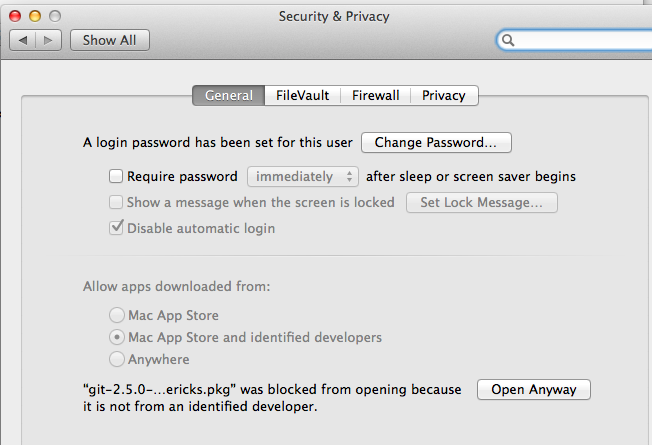 Security & Privacy
Show All
General FileVault Firewall Privacy
A login password has been set for this user Change Password...
Require password immediately after sleep or screen saver begins
Show a message when the screen is locked Set Lock Message...
Disable automatic login
Allow apps downloaded from:
Mac App Store
Mac App Store and identified developers
Anywhere
“git-2.5.0-...ericks.pkg” was blocked from opening because Open Anyway
it is not from an identified developer.